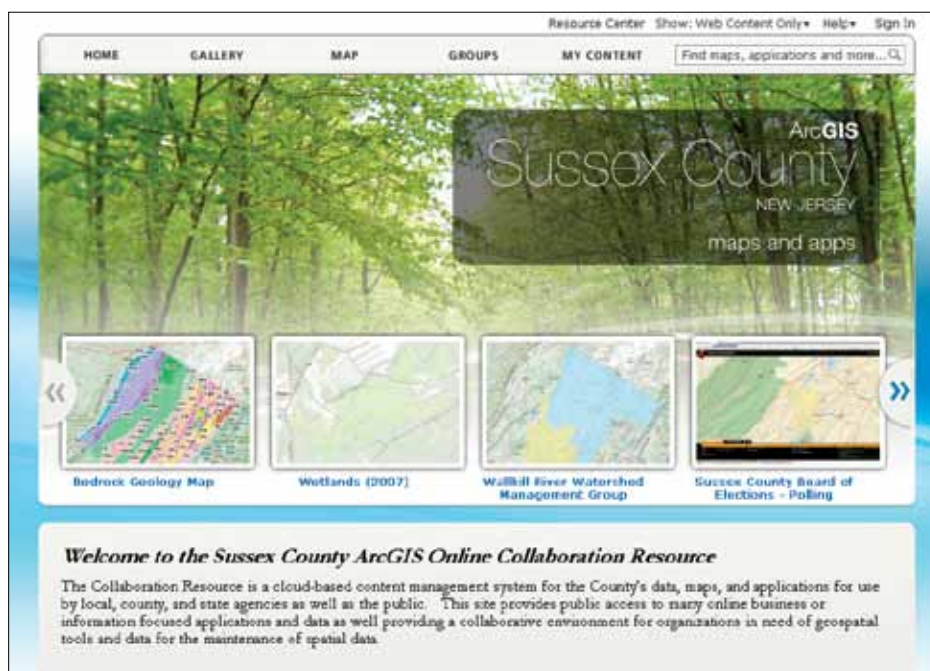 Resource Center Show: Web Content Only▾ Help▾ Sign In
HOME GALLERY MAP GROUPS MY CONTENT Find maps, applications and more...
ArcGIS
Sussex County
NEW JERSEY
maps and apps
Bedrock Geology Map
Wetlands (2007)
Wallkill River Watershed
Management Group
Sussex County Board of
Elections - Polling
Welcome to the Sussex County ArcGIS Online Collaboration Resource
The Collaboration Resource is a cloud-based content management system for the County's data, maps, and applications for use
by local, county, and state agencies as well as the public. This site provides public access to many online business or
information focused applications and data as well providing a collaborative environment for organizations in need of geospatial
tools and data for the maintenance of spatial data.